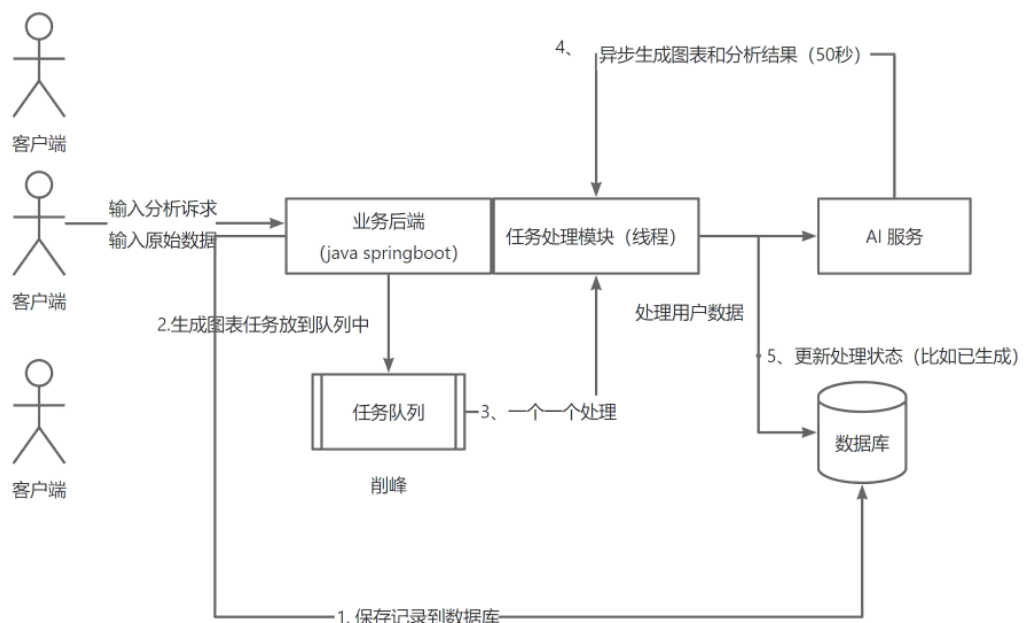 4、
异步生成图表和分析结果（50秒）
客户端
输入分析诉求
输入原始数据
业务后端
（java springboot）
任务处理模块（线程）
AI 服务
客户端
处理用户数据
2.生成图表任务放到队列中
5、更新处理状态（比如已生成）
任务队列
3、一个一个处理
数据库
削峰
客户端
1. 保存记录到数据库